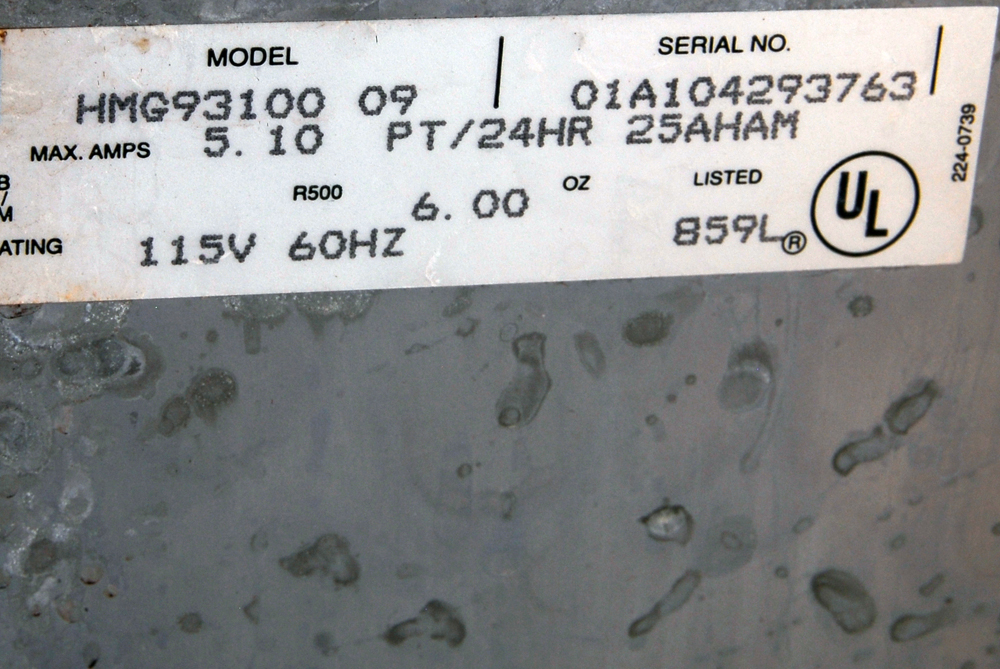 MODEL SERIAL NO.
HMG93100 09 01A104293763
MAX. AMPS 5.10 PT/24HR 25AHAM
B/M R500 6.00 OZ LISTED
ATING 115V 60HZ 859L® UL
224-0739